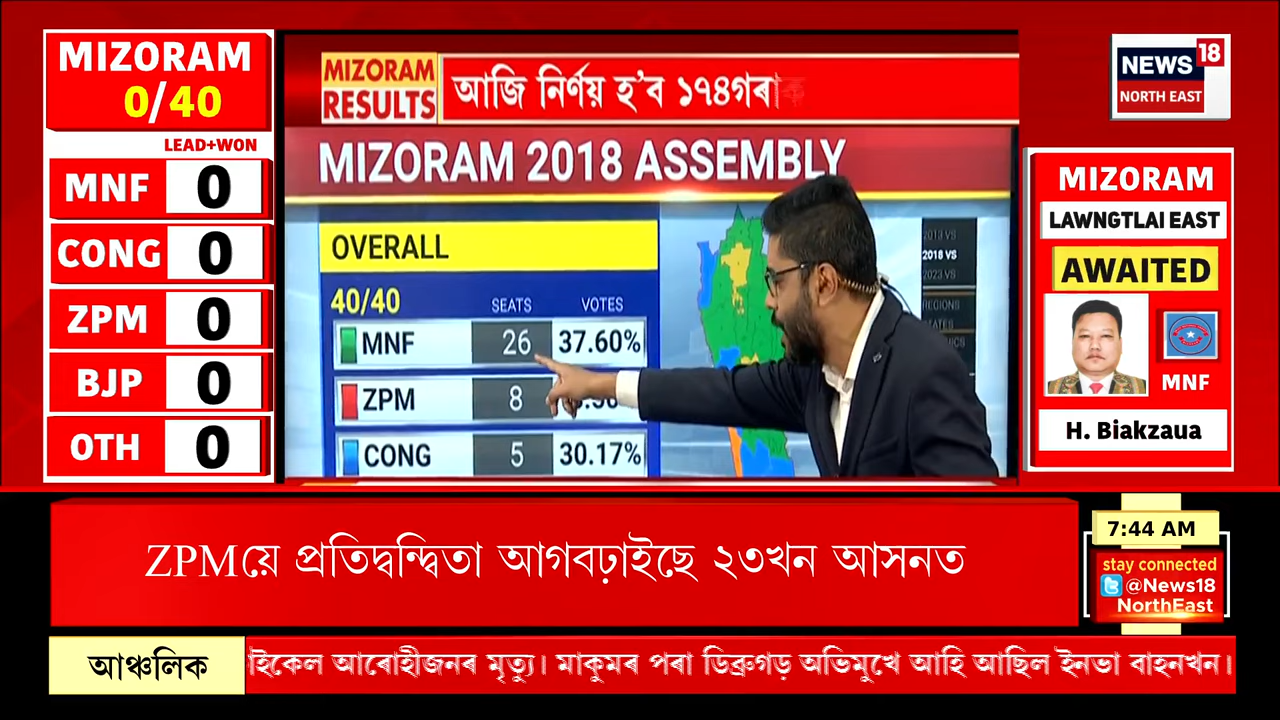 MIZORAM
0/40
LEAD+WON
MNF 0
CONG 0
ZPM 0
BJP 0
OTH 0
MIZORAM
RESULTS
আজি নিৰ্ণয় হ'ব ১৭৪গৰা
MIZORAM 2018 ASSEMBLY
OVERALL
40/40 SEATS VOTES
MNF 26 37.60%
ZPM 8
CONG 5 30.17%
2013 VS
2018 VS
2023 VS
REGIONS
NEWS 18
NORTH EAST
MIZORAM
LAWNGTLAI EAST
AWAITED
MNF
H. Biakzaua
ZPMয়ে প্ৰতিদ্বন্দ্বিতা আগবঢ়াইছে ২৩খন আসনত
7:44 AM
stay connected
@News18
NorthEast
আঞ্চলিক
ইকেল আৰোহীজনৰ মৃত্যু। মাকুমৰ পৰা ডিব্ৰুগড় অভিমুখে আহি আছিল ইনভা বাহনখন।